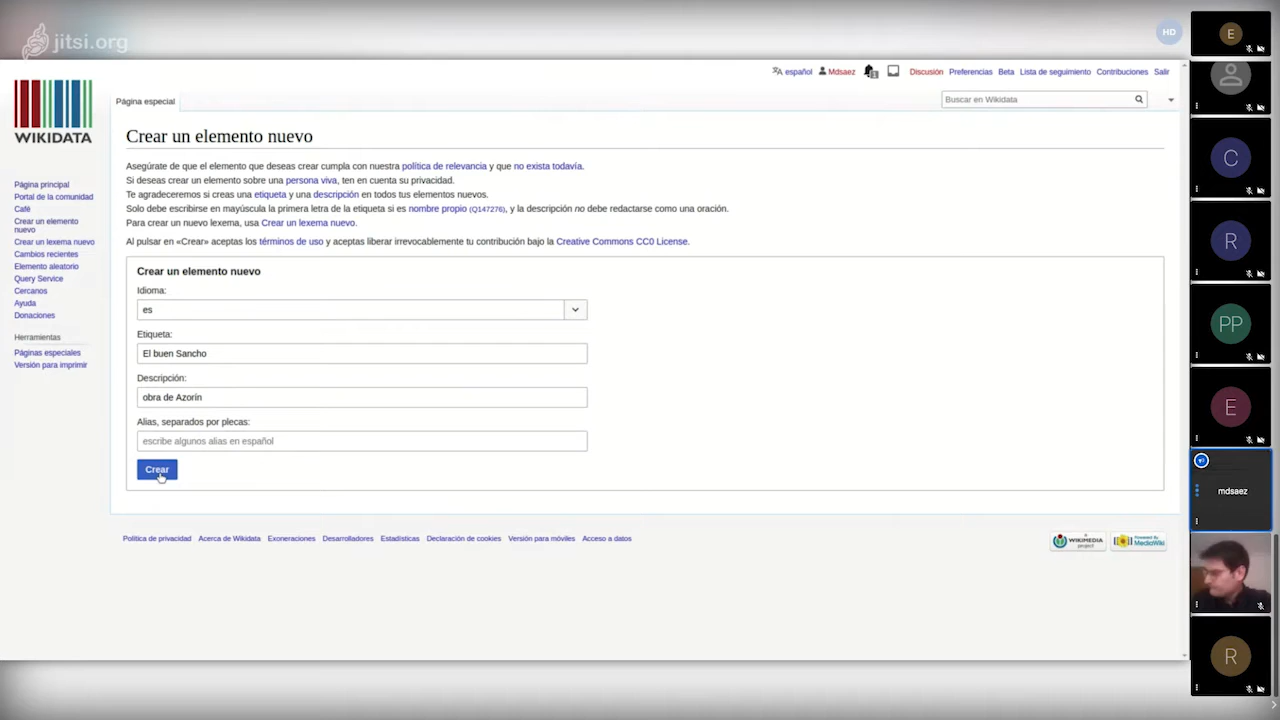 jitsi.org
HD
E
español Mdsaez Discusión Preferencias Beta Lista de seguimiento Contribuciones Salir
WIKIDATA
Página especial
Buscar en Wikidata
Crear un elemento nuevo
Asegúrate de que el elemento que deseas crear cumpla con nuestra política de relevancia y que no exista todavía.
Si deseas crear un elemento sobre una persona viva, ten en cuenta su privacidad.
Te agradeceremos si creas una etiqueta y una descripción en todos tus elementos nuevos.
Solo debe escribirse en mayúscula la primera letra de la etiqueta si es nombre propio (Q147276), y la descripción no debe redactarse como una oración.
Para crear un nuevo lexema, usa Crear un lexema nuevo.
Al pulsar en «Crear» aceptas los términos de uso y aceptas liberar irrevocablemente tu contribución bajo la Creative Commons CC0 License.
Página principal
Portal de la comunidad
Café
Crear un elemento
nuevo
Crear un lexema nuevo
Cambios recientes
Elemento aleatorio
Query Service
Cercanos
Ayuda
Donaciones
Herramientas
Páginas especiales
Versión para imprimir
Crear un elemento nuevo
Idioma:
es
Etiqueta:
El buen Sancho
Descripción:
obra de Azorín
Alias, separados por plecas:
escribe algunos alias en español
Crear
Política de privacidad Acerca de Wikidata Exoneraciones Desarrolladores Estadísticas Declaración de cookies Versión para móviles Acceso a datos
A WIKIMEDIA project
Powered By MediaWiki
C
R
PP
E
mdsaez
R